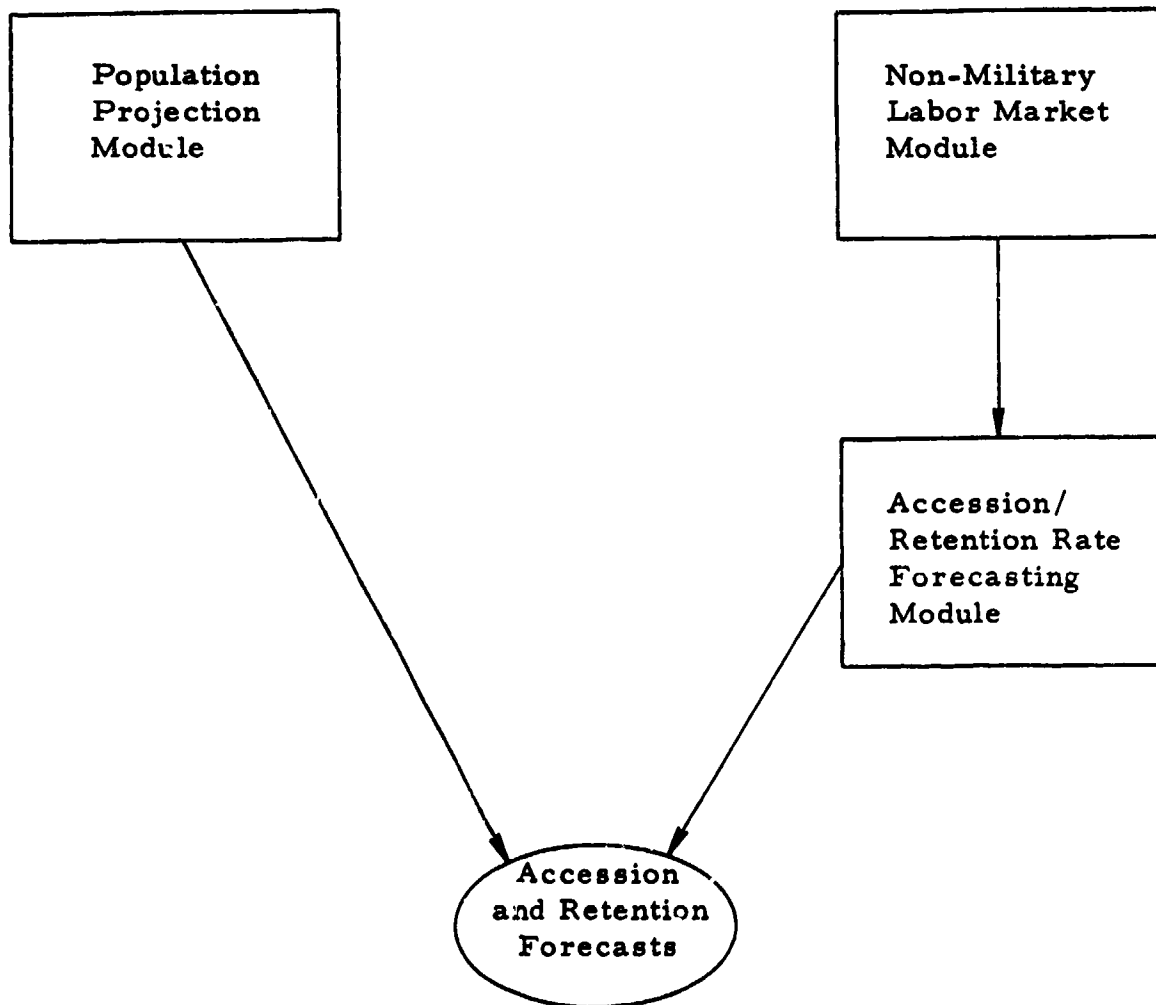 Population
Projection
Module
Non-Military
Labor Market
Module
Accession/
Retention Rate
Forecasting
Module
Accession
and Retention
Forecasts